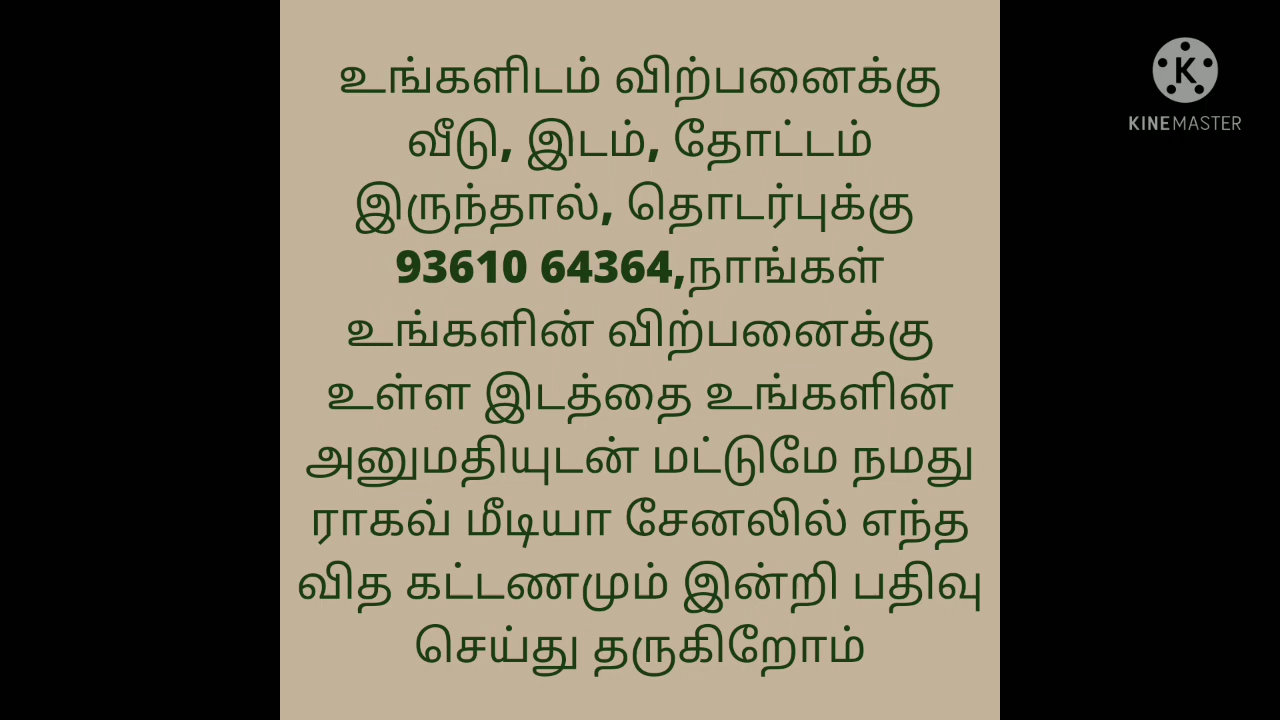 உங்களிடம் விற்பனைக்கு
வீடு, இடம், தோட்டம்
இருந்தால், தொடர்புக்கு
93610 64364,நாங்கள்
உங்களின் விற்பனைக்கு
உள்ள இடத்தை உங்களின்
அனுமதியுடன் மட்டுமே நமது
ராகவ் மீடியா சேனலில் எந்த
வித கட்டணமும் இன்றி பதிவு
செய்து தருகிறோம்
K
KINEMASTER